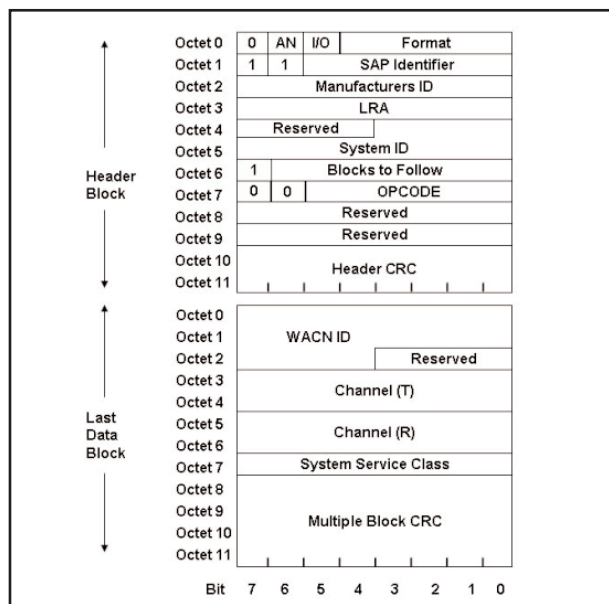 Octet 0 0 AN I/O Format
Octet 1 1 1 SAP Identifier
Octet 2 Manufacturers ID
Octet 3 LRA
Octet 4 Reserved
Octet 5 System ID
Octet 6 1 Blocks to Follow
Octet 7 0 0 OPCODE
Octet 8 Reserved
Octet 9 Reserved
Octet 10
Header CRC
Octet 11
Header
Block
Octet 0
Octet 1 WACN ID
Octet 2 Reserved
Octet 3
Channel (T)
Octet 4
Octet 5
Channel (R)
Octet 6
Octet 7 System Service Class
Octet 8
Octet 9
Multiple Block CRC
Octet 10
Octet 11
Last
Data
Block
Bit 7 6 5 4 3 2 1 0